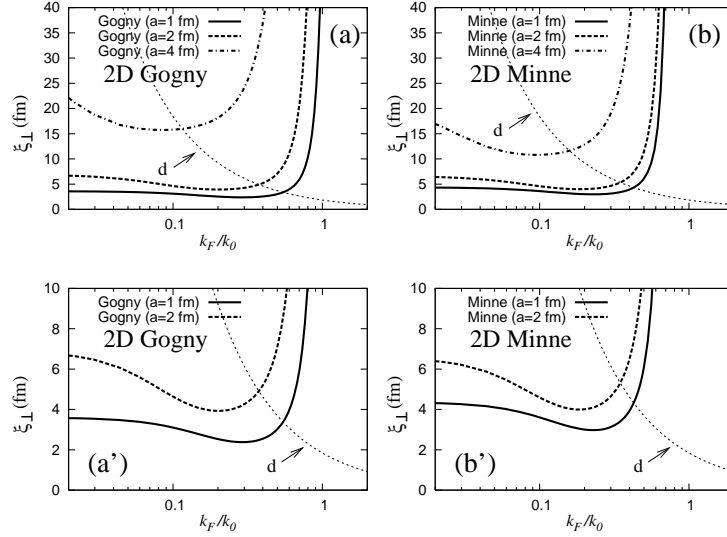 40
35
30
25
20
15
10
5
0
ξ⊥ (fm)
Gogny (a=1 fm)
Gogny (a=2 fm)
Gogny (a=4 fm)
(a)
2D Gogny
d
0.1
1
kF/k0
40
35
30
25
20
15
10
5
0
ξ⊥ (fm)
Minne (a=1 fm)
Minne (a=2 fm)
Minne (a=4 fm)
(b)
2D Minne
d
0.1
1
kF/k0
10
8
6
4
2
0
ξ⊥ (fm)
Gogny (a=1 fm)
Gogny (a=2 fm)
2D Gogny
(a')
d
0.1
1
kF/k0
10
8
6
4
2
0
ξ⊥ (fm)
Minne (a=1 fm)
Minne (a=2 fm)
2D Minne
(b')
d
0.1
1
kF/k0